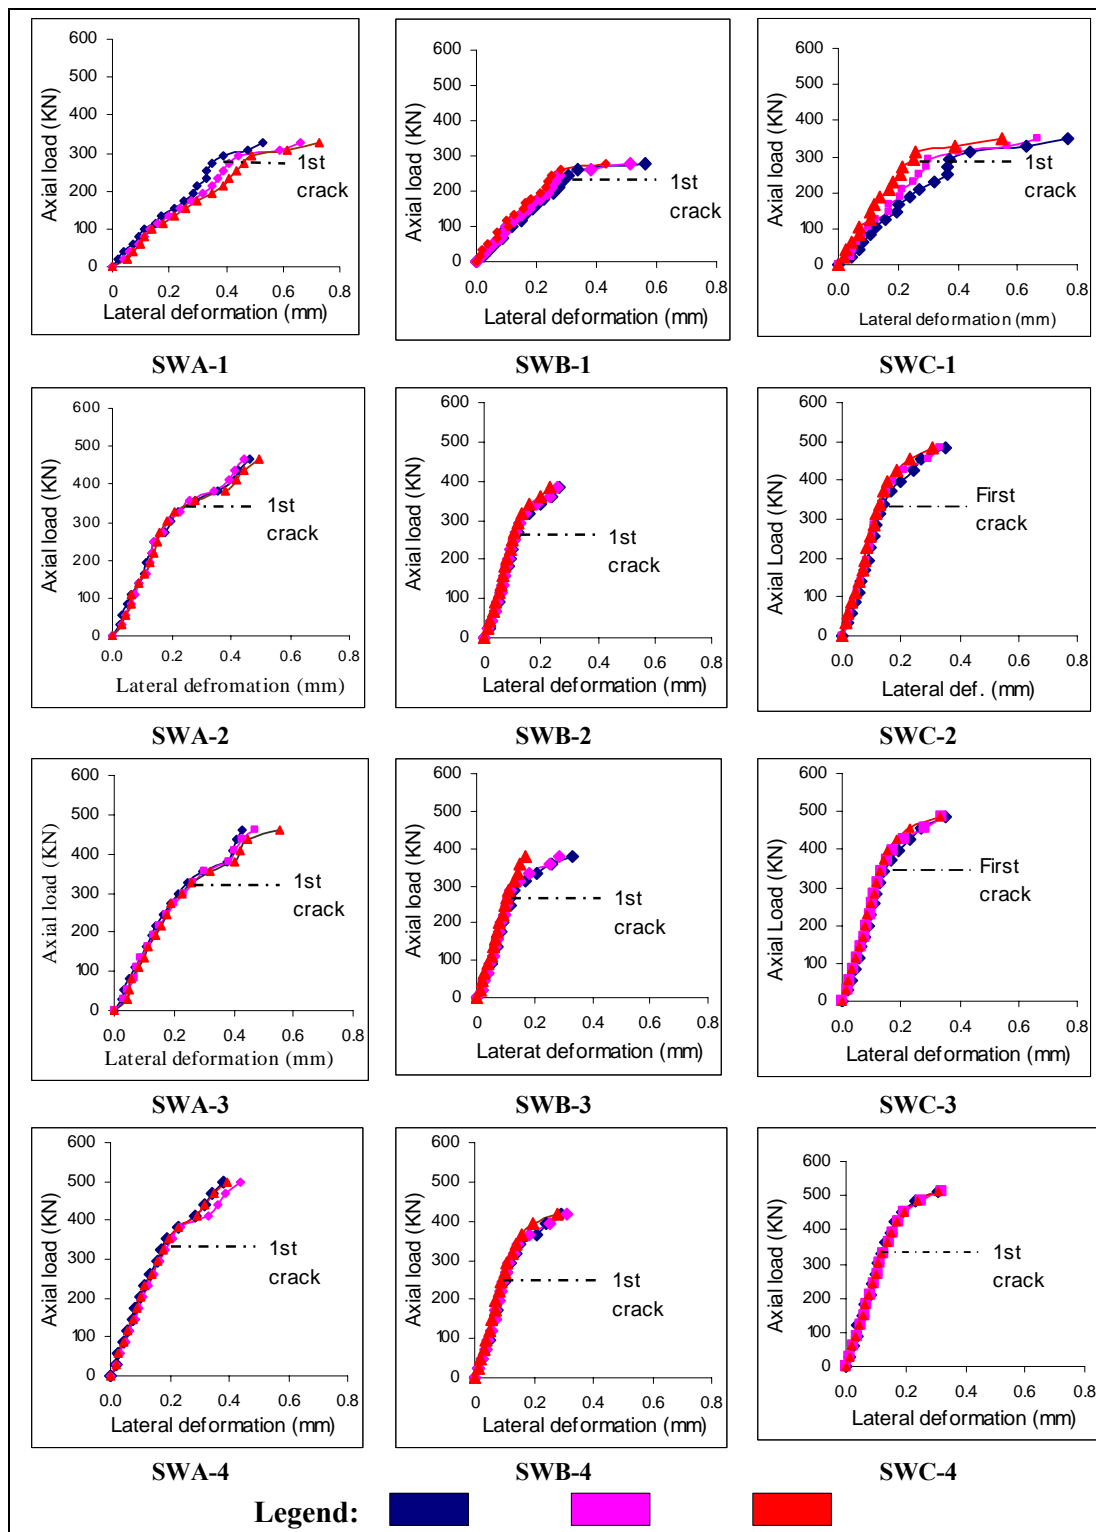 600
500
400
300
200
100
0
Axial load (KN)
1st
crack
0 0.2 0.4 0.6 0.8
Lateral deformation (mm)
SWA-1
600
500
400
300
200
100
0
Axial load (KN)
1st
crack
0.0 0.2 0.4 0.6 0.8
Lateral deformation (mm)
SWB-1
600
500
400
300
200
100
0
Axial load (KN)
1st
crack
0.0 0.2 0.4 0.6 0.8
Lateral deformation (mm)
SWC-1
600
500
400
300
200
100
0
Axial load (KN)
1st
crack
0.0 0.2 0.4 0.6 0.8
Lateral defromation (mm)
SWA-2
600
500
400
300
200
100
0
Axial load (KN)
1st
crack
0.0 0.2 0.4 0.6 0.8
Lateral deformation (mm)
SWB-2
600
500
400
300
200
100
0
Axial Load (KN)
First
crack
0.0 0.2 0.4 0.6 0.8
Lateral def. (mm)
SWC-2
600
500
400
300
200
100
0
Axial load (KN)
1st
crack
0.0 0.2 0.4 0.6 0.8
Lateral deformation (mm)
SWA-3
600
500
400
300
200
100
0
Axial load (KN)
1st
crack
0.0 0.2 0.4 0.6 0.8
Laterat deformation (mm)
SWB-3
600
500
400
300
200
100
0
Axial Load (KN)
First
crack
0.0 0.2 0.4 0.6 0.8
Lateral deformation (mm)
SWC-3
600
500
400
300
200
100
0
Axial load (KN)
1st
crack
0.0 0.2 0.4 0.6 0.8
Lateral deformation (mm)
SWA-4
600
500
400
300
200
100
0
Axial load (KN)
1st
crack
0.0 0.2 0.4 0.6 0.8
Lateral deformation (mm)
SWB-4
600
500
400
300
200
100
0
Axial load (KN)
1st
crack
0.0 0.2 0.4 0.6 0.8
Lateral deformation (mm)
SWC-4
Legend: